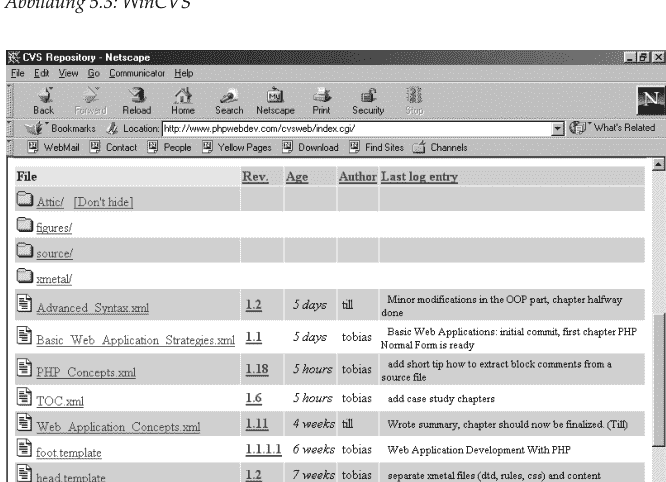 Abbildung 5.3: WinCVS
CVS Repository - Netscape
File Edit View Go Communicator Help
Back Forward Reload Home Search Netscape Print Security Stop
N
Bookmarks Location: http://www.phpwebdev.com/cvsweb/index.cgi/ What's Related
WebMail Contact People Yellow Pages Download Find Sites Channels
File Rev. Age Author Last log entry
Attic/ [Don't hide]
figures/
source/
xmetal/
Advanced_Syntax.xml 1.2 5 days till Minor modifications in the OOP part, chapter halfway
done
Basic_Web_Application_Strategies.xml 1.1 5 days tobias Basic Web Applications: initial commit, first chapter PHP
Normal Form is ready
PHP_Concepts.xml 1.18 5 hours tobias add short tip how to extract block comments from a
source file
TOC.xml 1.6 5 hours tobias add case study chapters
Web_Application_Concepts.xml 1.11 4 weeks till Wrote summary, chapter should now be finalized. (Till)
foot.template 1.1.1.1 6 weeks tobias Web Application Development With PHP
head.template 1.2 7 weeks tobias separate xmetal files (dtd, rules, css) and content